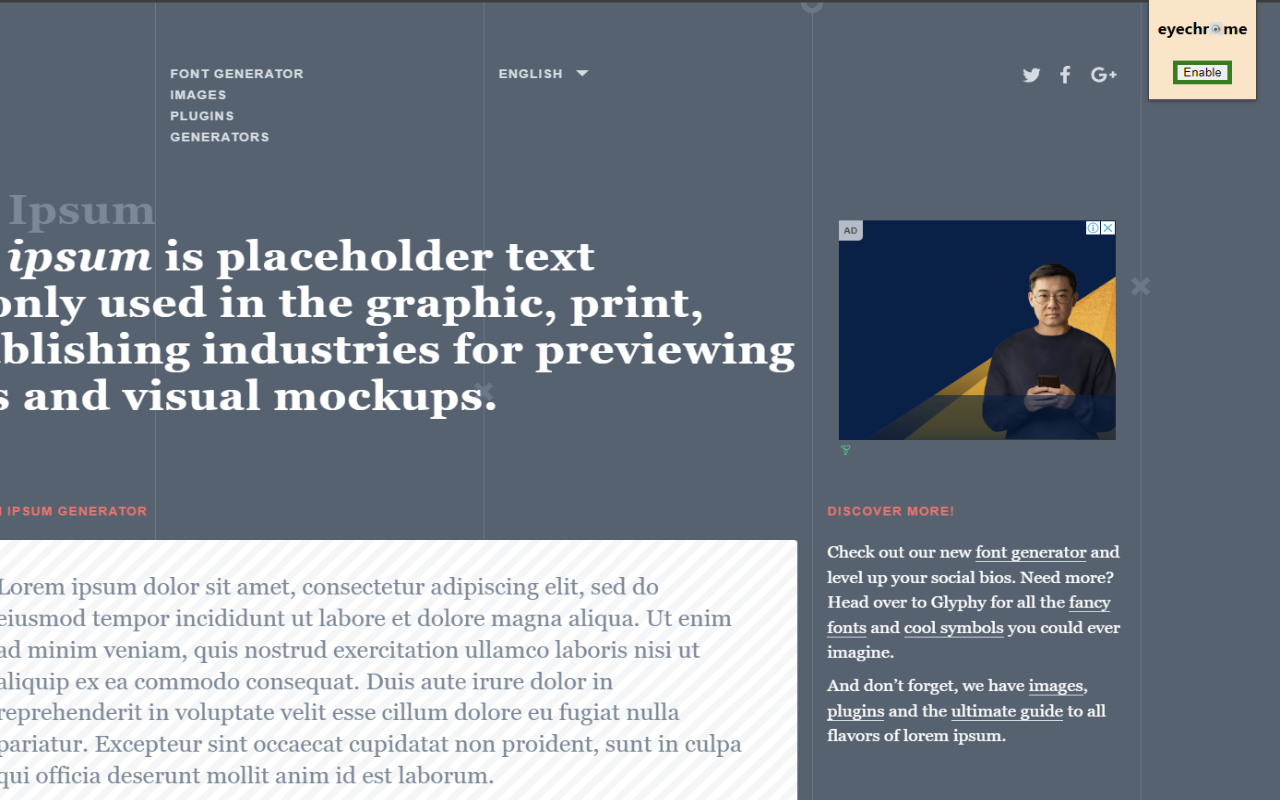 eyechrome
Enable
FONT GENERATOR
IMAGES
PLUGINS
GENERATORS
ENGLISH
G+
Ipsum
ipsum is placeholder text
only used in the graphic, print,
blishing industries for previewing
s and visual mockups.
AD
IPSUM GENERATOR
Lorem ipsum dolor sit amet, consectetur adipiscing elit, sed do
eiusmod tempor incididunt ut labore et dolore magna aliqua. Ut enim
ad minim veniam, quis nostrud exercitation ullamco laboris nisi ut
aliquip ex ea commodo consequat. Duis aute irure dolor in
reprehenderit in voluptate velit esse cillum dolore eu fugiat nulla
pariatur. Excepteur sint occaecat cupidatat non proident, sunt in culpa
qui officia deserunt mollit anim id est laborum.
DISCOVER MORE!
Check out our new font generator and
level up your social bios. Need more?
Head over to Glyphy for all the fancy
fonts and cool symbols you could ever
imagine.
And don’t forget, we have images,
plugins and the ultimate guide to all
flavors of lorem ipsum.